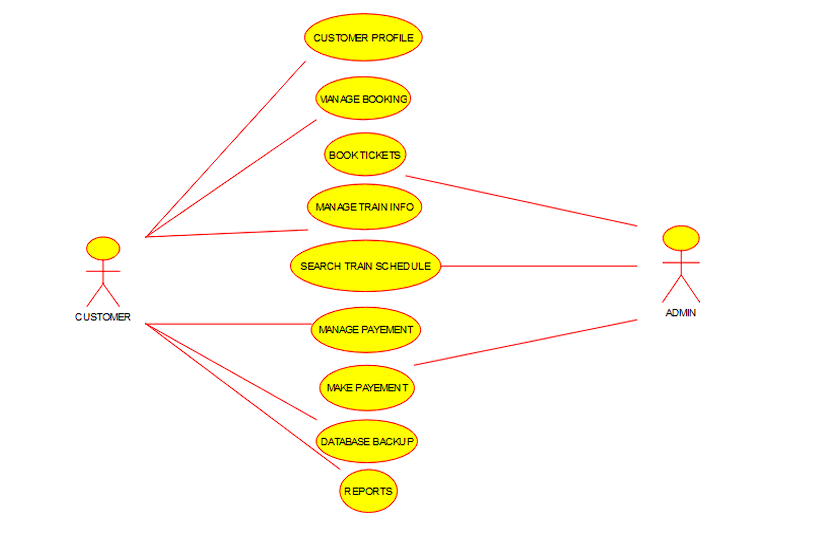 CUSTOMER PROFILE
MANAGE BOOKING
BOOK TICKETS
MANAGE TRAIN INFO
SEARCH TRAIN SCHEDULE
CUSTOMER
ADMIN
MANAGE PAYEMENT
MAKE PAYEMENT
DATABASE BACKUP
REPORTS